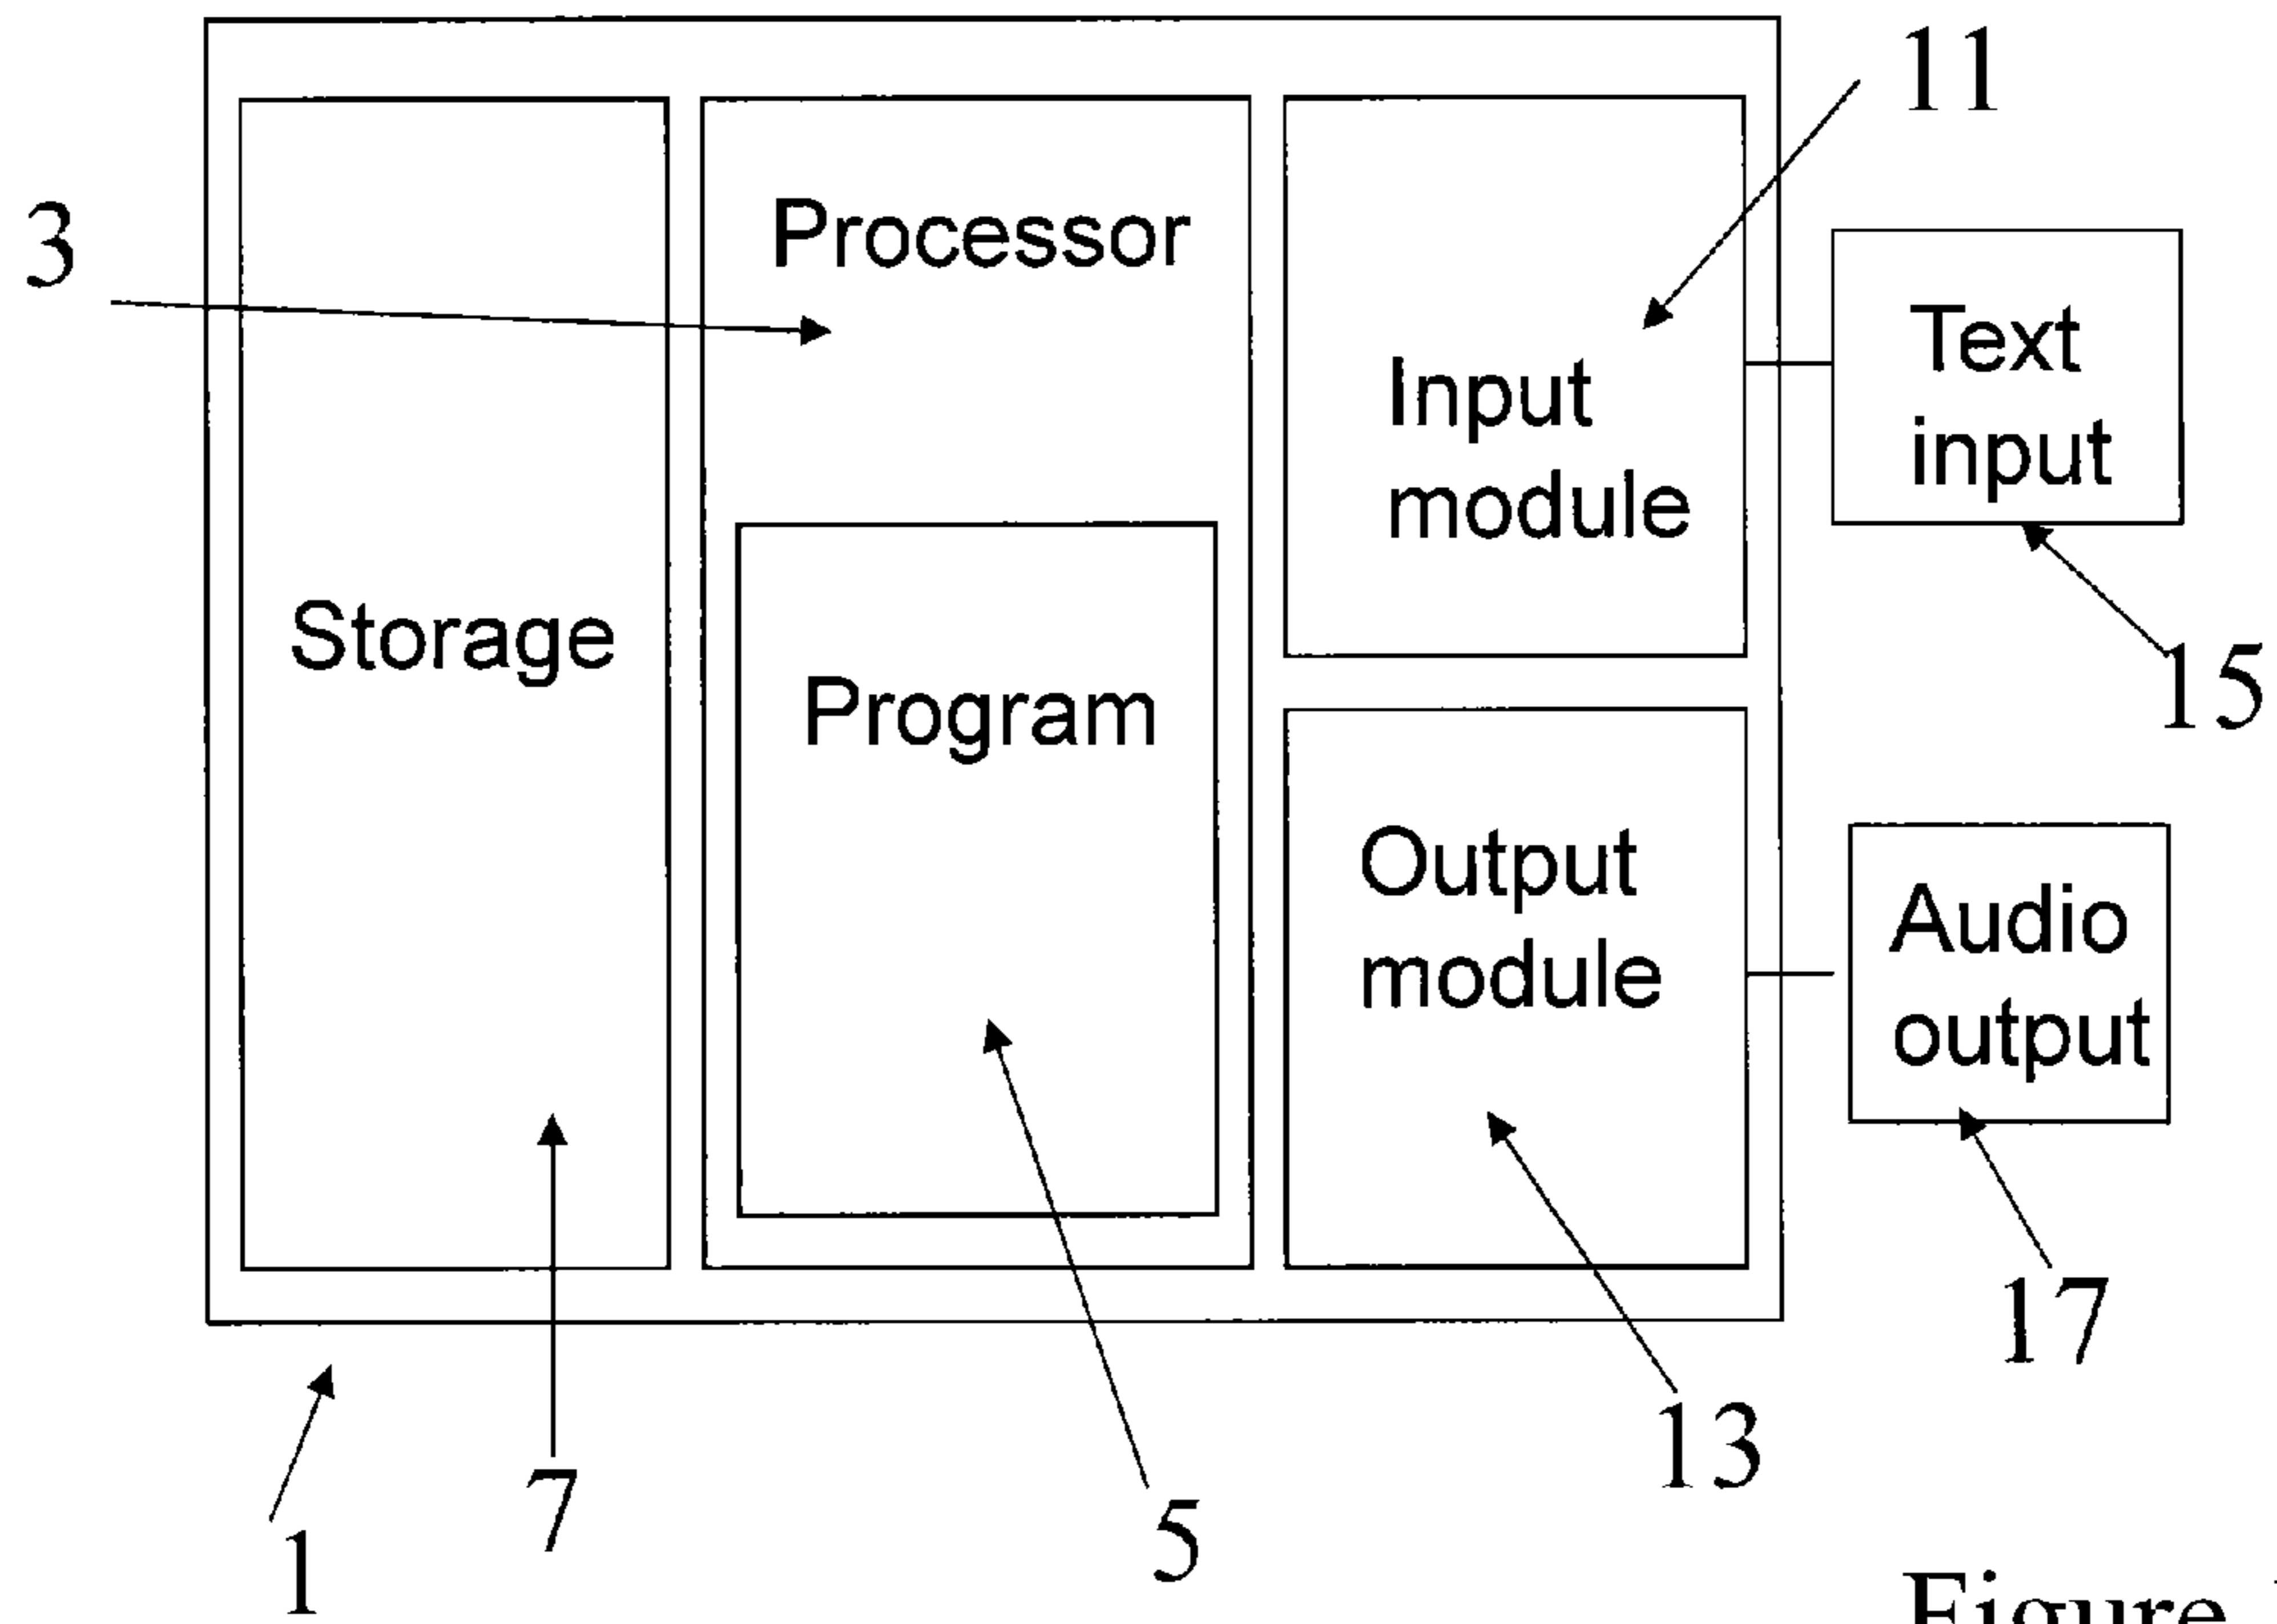 11
3
Processor
Text
input
Input
module
Storage
Program
15
Output
module
Audio
output
17
13
7
5
1
Figure